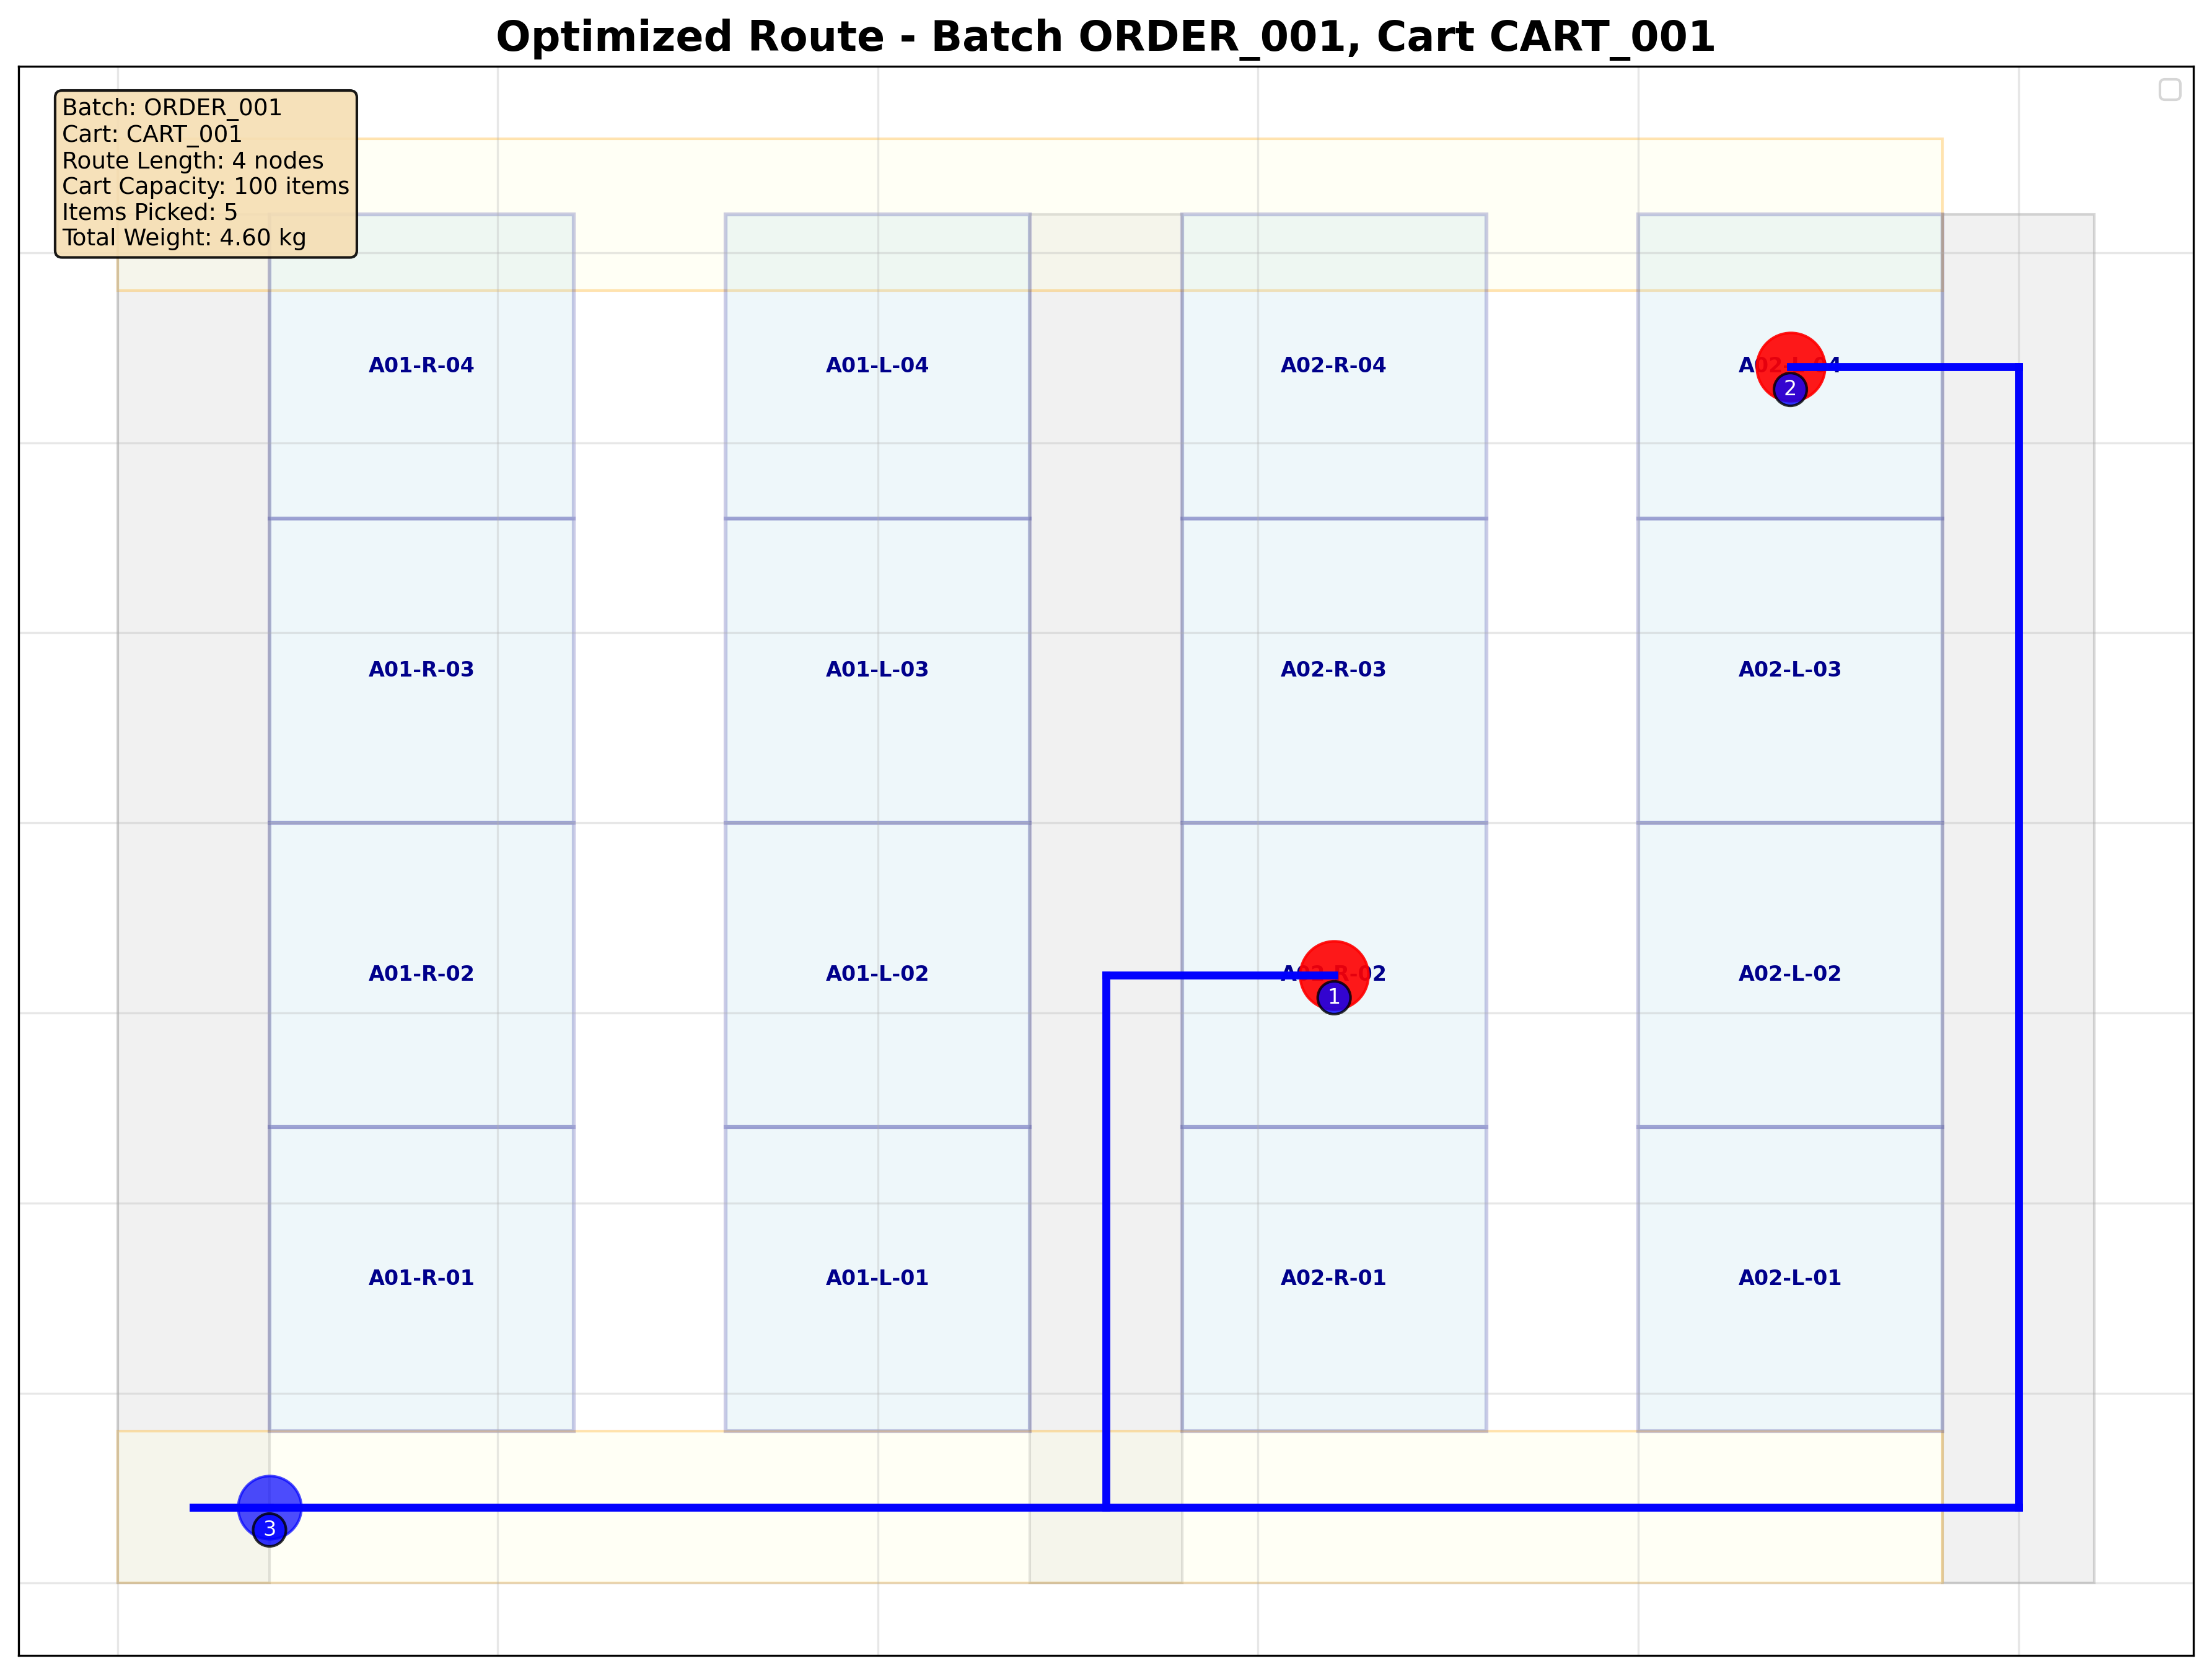 Optimized Route - Batch ORDER_001, Cart CART_001
Batch: ORDER_001
Cart: CART_001
Route Length: 4 nodes
Cart Capacity: 100 items
Items Picked: 5
Total Weight: 4.60 kg
A01-R-04
A01-L-04
A02-R-04
A02-L-04
2
A01-R-03
A01-L-03
A02-R-03
A02-L-03
A01-R-02
A01-L-02
A02-R-02
A02-L-02
1
A01-R-01
A01-L-01
A02-R-01
A02-L-01
3